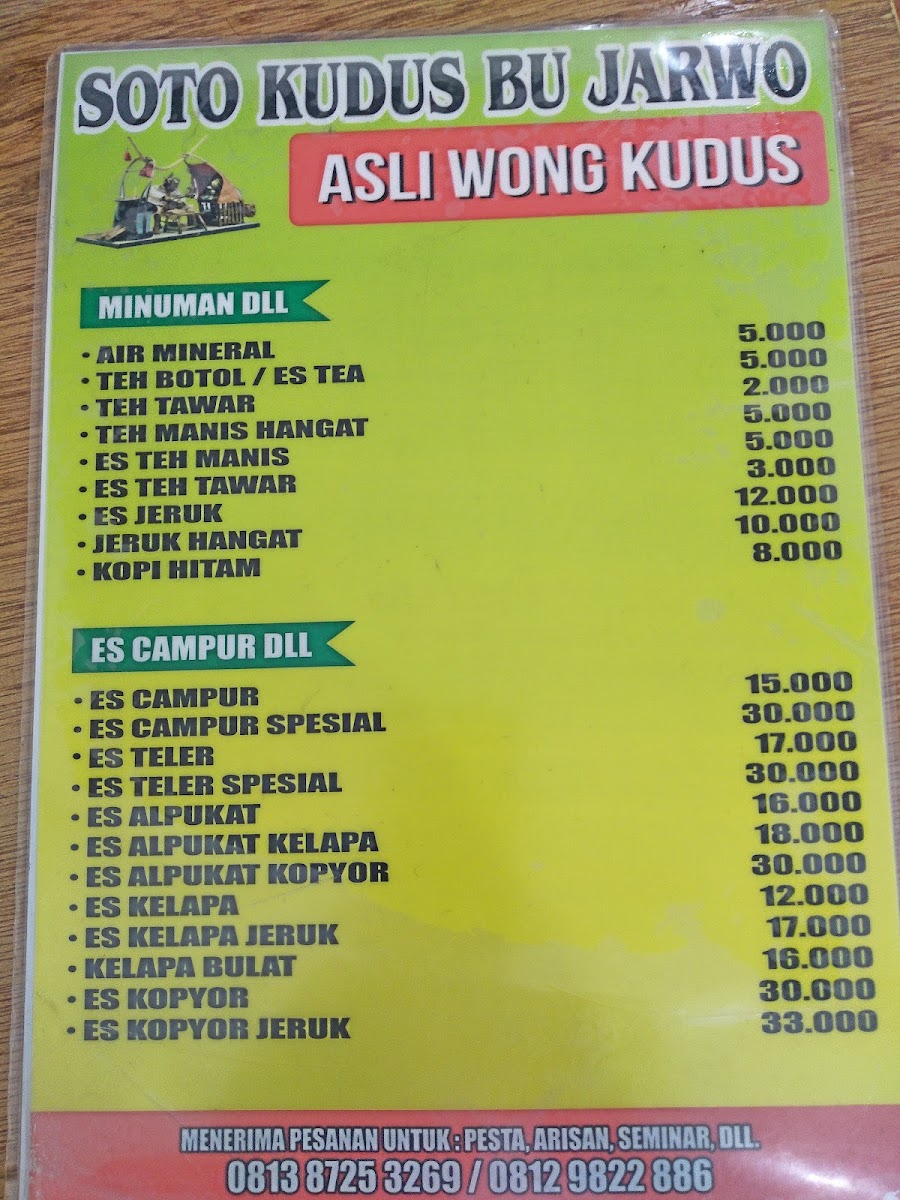 SOTO KUDUS BU JARWO
ASLI WONG KUDUS
MINUMAN DLL
• AIR MINERAL 5.000
• TEH BOTOL / ES TEA 5.000
• TEH TAWAR 2.000
• TEH MANIS HANGAT 5.000
• ES TEH MANIS 5.000
• ES TEH TAWAR 3.000
• ES JERUK 12.000
• JERUK HANGAT 10.000
• KOPI HITAM 8.000
ES CAMPUR DLL
• ES CAMPUR 15.000
• ES CAMPUR SPESIAL 30.000
• ES TELER 17.000
• ES TELER SPESIAL 30.000
• ES ALPUKAT 16.000
• ES ALPUKAT KELAPA 18.000
• ES ALPUKAT KOPYOR 30.000
• ES KELAPA 12.000
• ES KELAPA JERUK 17.000
• KELAPA BULAT 16.000
• ES KOPYOR 30.000
• ES KOPYOR JERUK 33.000
MENERIMA PESANAN UNTUK : PESTA, ARISAN, SEMINAR, DLL.
0813 8725 3269 / 0812 9822 886